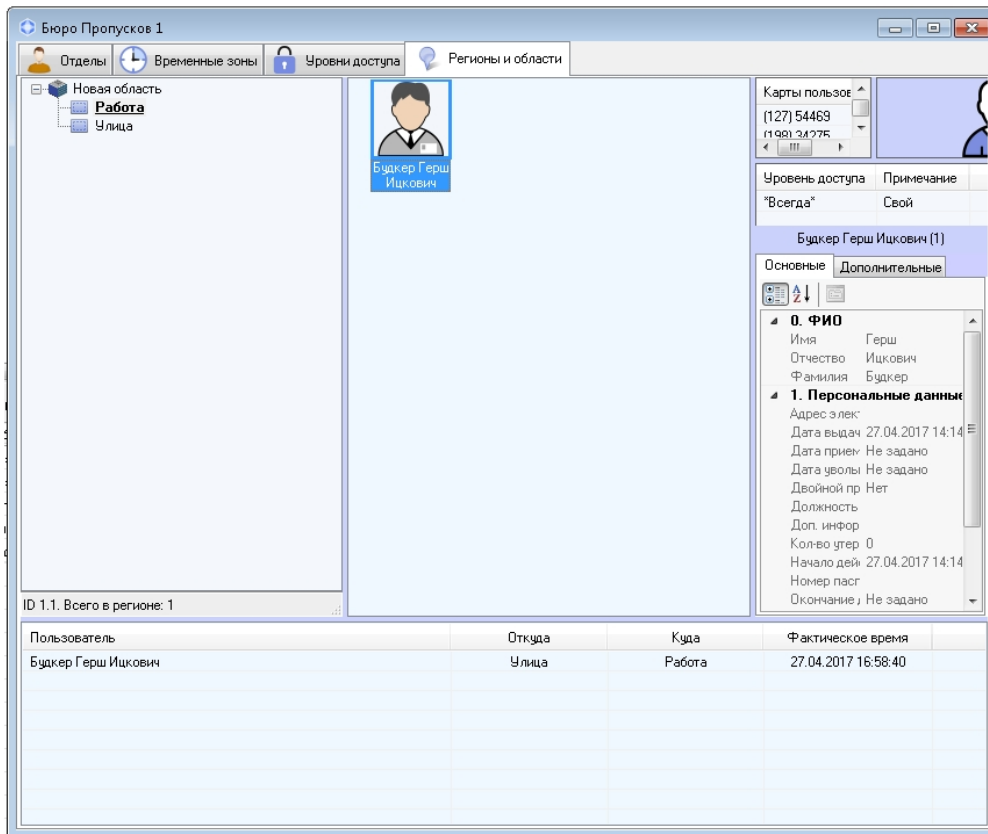 Бюро Пропусков 1
Отделы Временные зоны Уровни доступа Регионы и области
Новая область
Работа
Улица
ID 1.1. Всего в регионе: 1
Будкер Герш
Ицкович
Карты пользов
(127) 54469
(199) 34275
Уровень доступа Примечание
*Всегда* Свой
Будкер Герш Ицкович (1)
Основные Дополнительные
0. ФИО
Имя Герш
Отчество Ицкович
Фамилия Будкер
1. Персональные данные
Адрес элек
Дата выдач 27.04.2017 14:14
Дата прием Не задано
Дата уволы Не задано
Двойной пр Нет
Должность
Доп. инфор
Кол-во утер 0
Начало дей 27.04.2017 14:14
Номер пасп
Окончание Не задано
Пользователь Откуда Куда Фактическое время
Будкер Герш Ицкович Улица Работа 27.04.2017 16:58:40